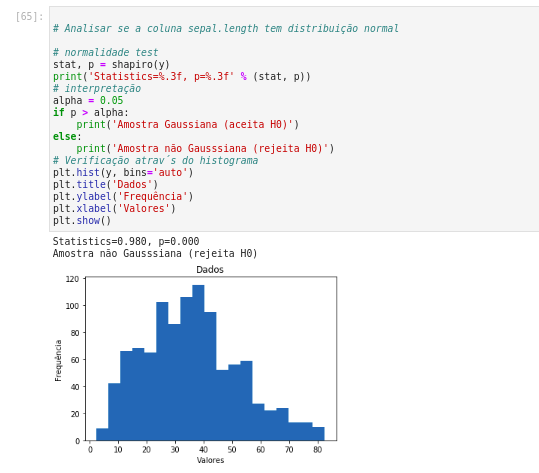 [65]:
# Analisar se a coluna sepal.length tem distribuição normal
# normalidade test
stat, p = shapiro(y)
print('Statistics=%.3f, p=%.3f' % (stat, p))
# interpretação
alpha = 0.05
if p > alpha:
    print('Amostra Gaussiana (aceita H0)')
else:
    print('Amostra não Gausssiana (rejeita H0)')
# Verificação atrav´s do histograma
plt.hist(y, bins='auto')
plt.title('Dados')
plt.ylabel('Frequência')
plt.xlabel('Valores')
plt.show()
Statistics=0.980, p=0.000
Amostra não Gausssiana (rejeita H0)
Dados
120
100
80
60
40
20
0
Frequência
0 10 20 30 40 50 60 70 80
Valores